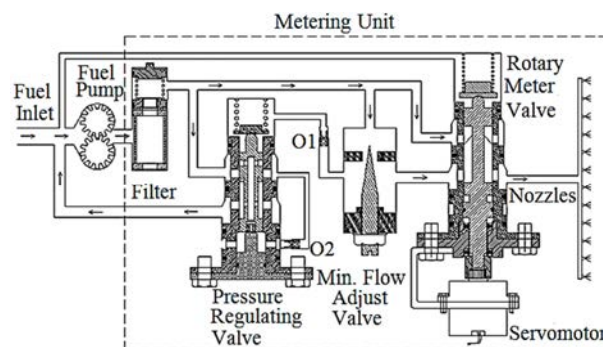 Metering Unit
Fuel
Inlet
Fuel
Pump
Filter
O1
O2
Rotary
Meter
Valve
Nozzles
Pressure
Regulating
Valve
Min. Flow
Adjust
Valve
Servomotor